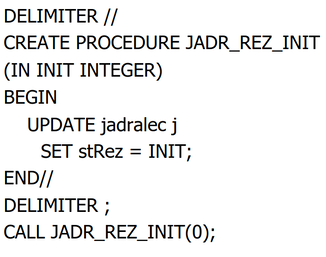 DELIMITER //
CREATE PROCEDURE JADR_REZ_INIT
(IN INIT INTEGER)
BEGIN
UPDATE jadralec j
SET stRez = INIT;
END//
DELIMITER ;
CALL JADR_REZ_INIT(0);